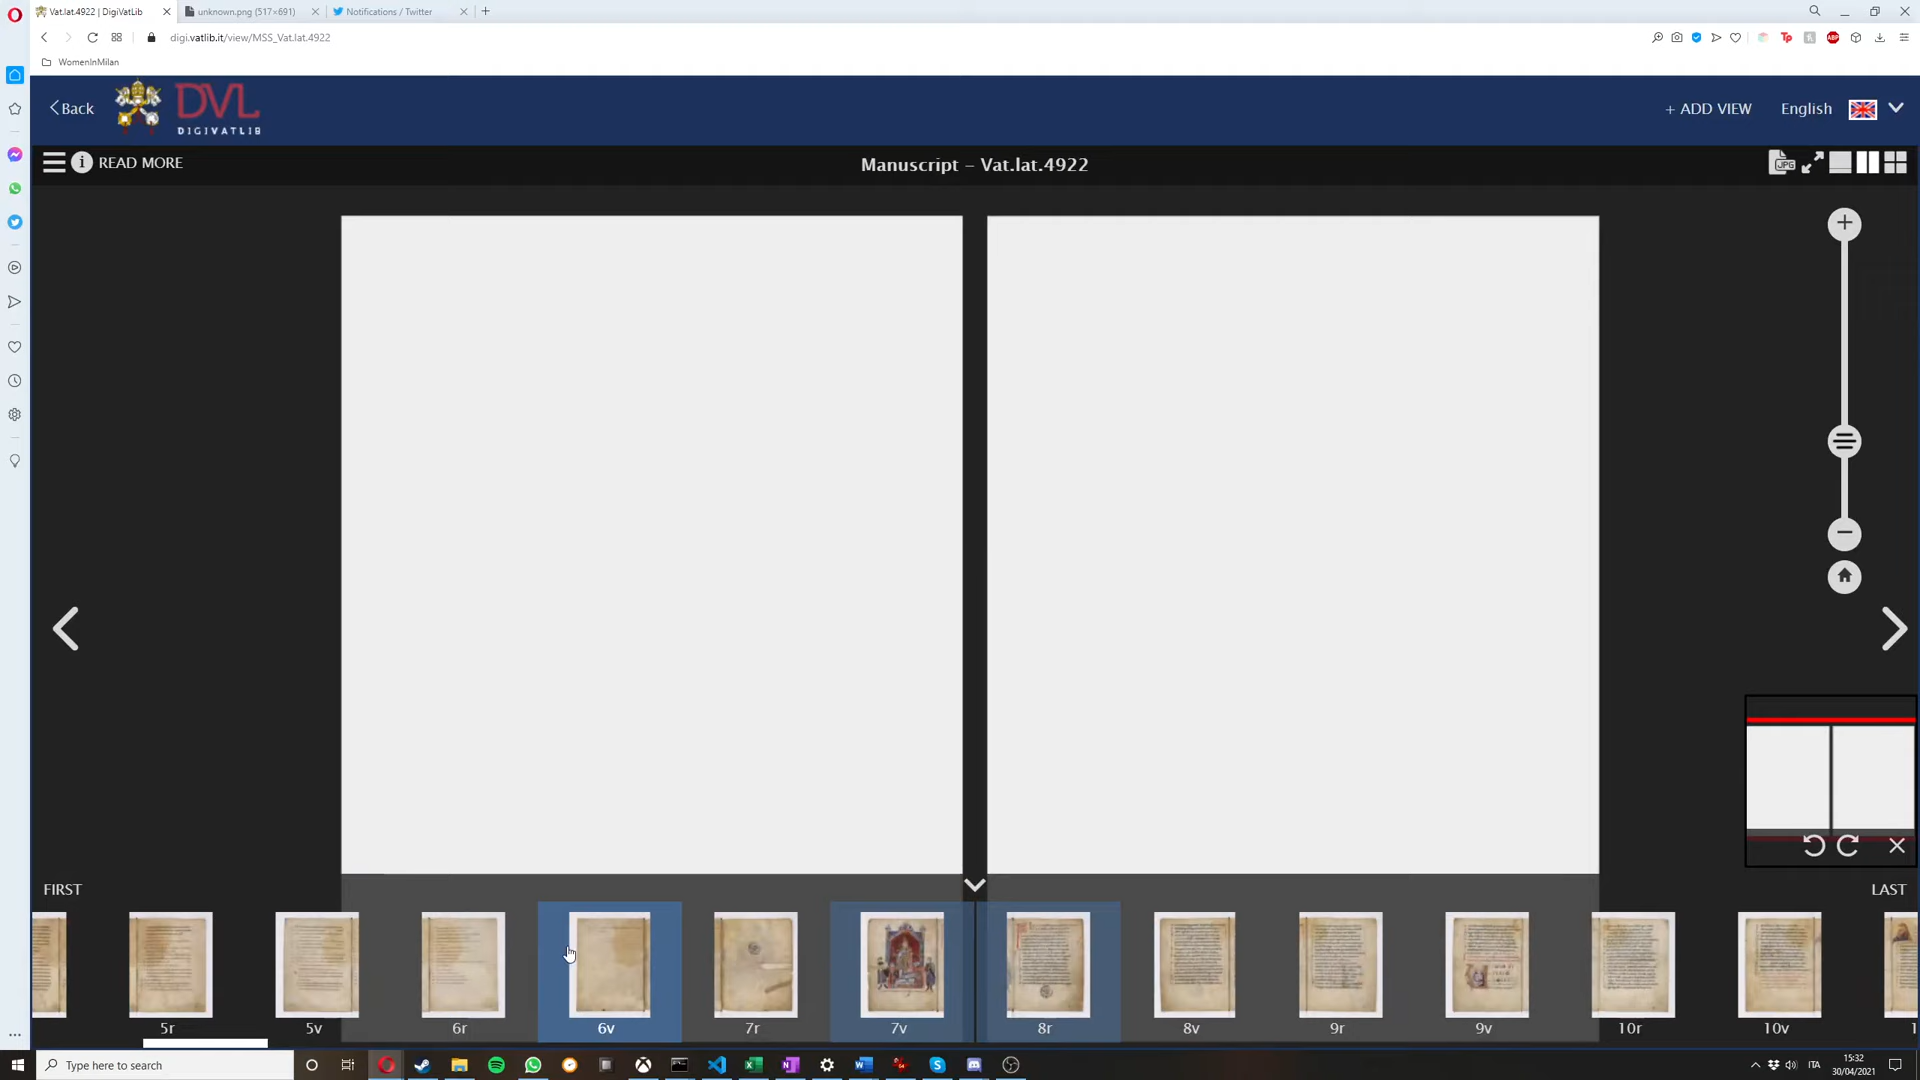 Vat.lat.4922 | DigiVatLib
unknown.png (517×691)
Notifications / Twitter
digi.vatlib.it/view/MSS_Vat.lat.4922
WomenInMilan
Back
DVL
DIGIVATLIB
+ ADD VIEW
English
READ MORE
Manuscript – Vat.lat.4922
JPG
FIRST
LAST
5r
5v
6r
6v
7r
7v
8r
8v
9r
9v
10r
10v
1
Type here to search
ITA
15:32
30/04/2021